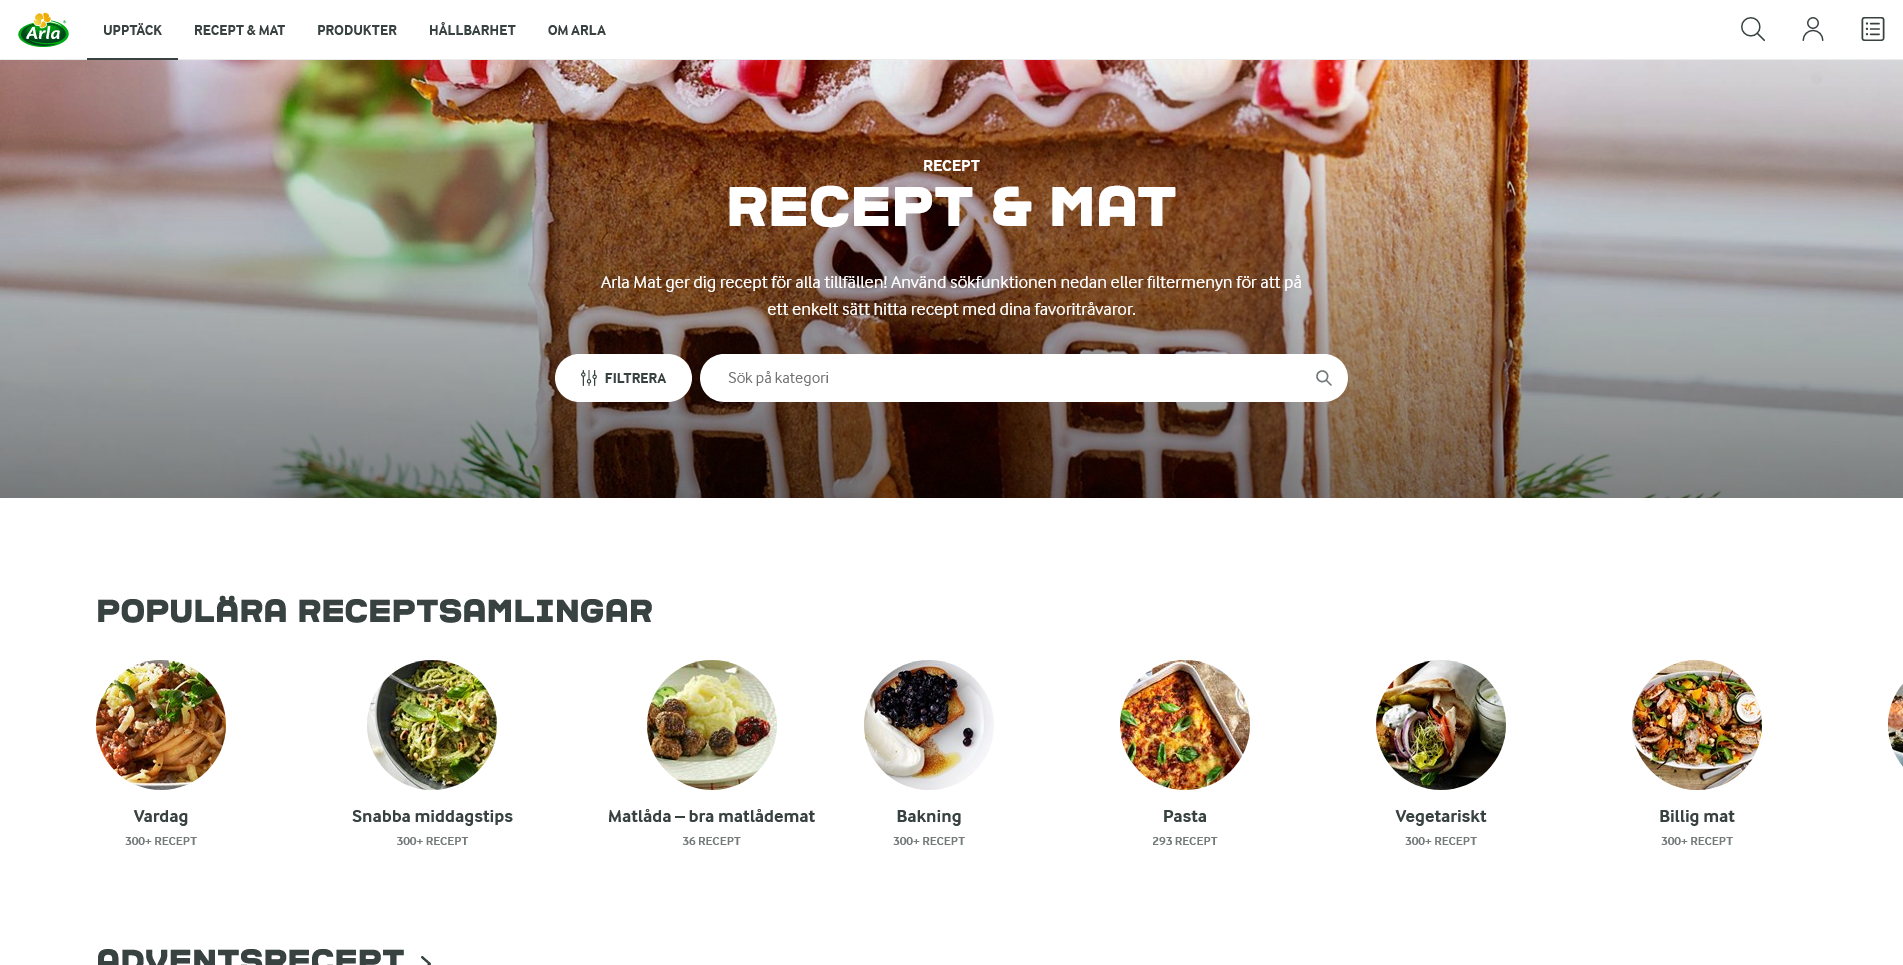 Arla
UPPTÄCK
RECEPT & MAT
PRODUKTER
HÅLLBARHET
OM ARLA
RECEPT
RECEPT & MAT
Arla Mat ger dig recept för alla tillfällen! Använd sökfunktionen nedan eller filtermenyn för att på
ett enkelt sätt hitta recept med dina favoritråvaror.
FILTRERA
Sök på kategori
POPULÄRA RECEPTSAMLINGAR
Vardag
300+ RECEPT
Snabba middagstips
300+ RECEPT
Matlåda – bra matlådemat
36 RECEPT
Bakning
300+ RECEPT
Pasta
293 RECEPT
Vegetariskt
300+ RECEPT
Billig mat
300+ RECEPT
ADVENTSRECEPT